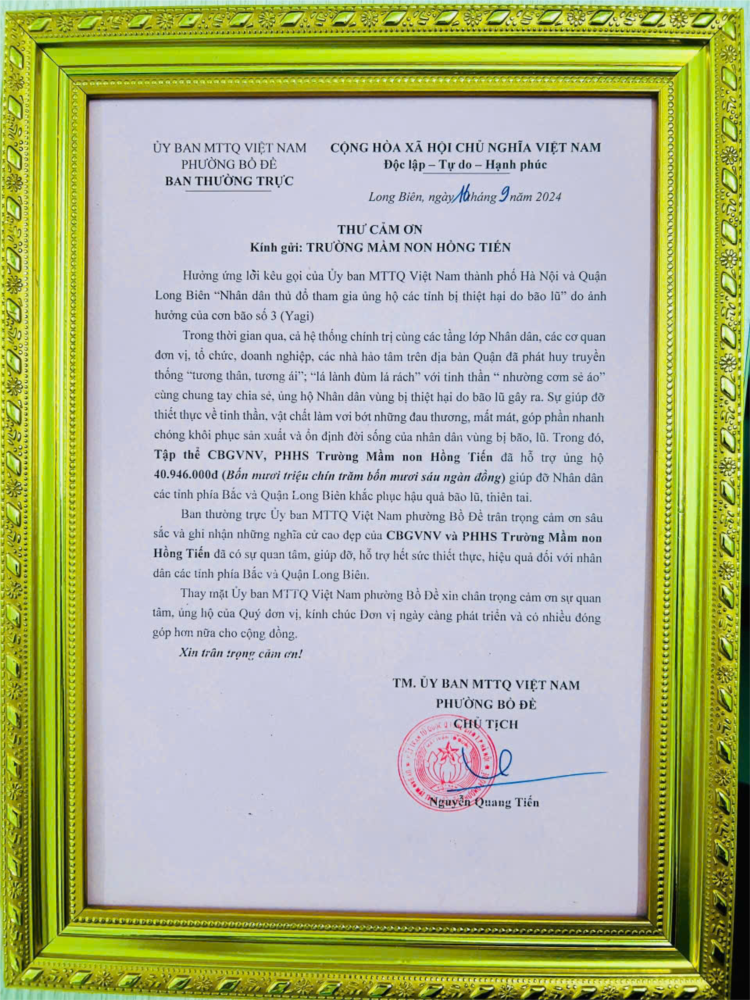 ỦY BAN MTTQ VIỆT NAM
PHƯỜNG BỒ ĐỀ
BAN THƯỜNG TRỰC
CỘNG HÒA XÃ HỘI CHỦ NGHĨA VIỆT NAM
Độc lập – Tự do – Hạnh phúc
Long Biên, ngày 16 tháng 9 năm 2024
THƯ CẢM ƠN
Kính gửi: TRƯỜNG MẦM NON HỒNG TIẾN
Hưởng ứng lời kêu gọi của Ủy ban MTTQ Việt Nam thành phố Hà Nội và Quận
Long Biên “Nhân dân thủ đô tham gia ủng hộ các tỉnh bị thiệt hại do bão lũ” do ảnh
hưởng của cơn bão số 3 (Yagi)
Trong thời gian qua, cả hệ thống chính trị cùng các tầng lớp Nhân dân, các cơ quan
đơn vị, tổ chức, doanh nghiệp, các nhà hảo tâm trên địa bàn Quận đã phát huy truyền
thống “tương thân, tương ái”; “lá lành đùm lá rách” với tinh thần “ nhường cơm sẻ áo”
cùng chung tay chia sẻ, ủng hộ Nhân dân vùng bị thiệt hại do bão lũ gây ra. Sự giúp đỡ
thiết thực về tinh thần, vật chất làm vơi bớt những đau thương, mất mát, góp phần nhanh
chóng khôi phục sản xuất và ổn định đời sống của nhân dân vùng bị bão, lũ. Trong đó,
Tập thể CBGVNV, PHHS Trường Mầm non Hồng Tiến đã hỗ trợ ủng hộ
40.946.000đ (Bốn mươi triệu chín trăm bốn mươi sáu ngàn đồng) giúp đỡ Nhân dân
các tỉnh phía Bắc và Quận Long Biên khắc phục hậu quả bão lũ, thiên tai.
Ban thường trực Ủy ban MTTQ Việt Nam phường Bồ Đề trân trọng cảm ơn sâu
sắc và ghi nhận những nghĩa cử cao đẹp của CBGVNV và PHHS Trường Mầm non
Hồng Tiến đã có sự quan tâm, giúp đỡ, hỗ trợ hết sức thiết thực, hiệu quả đối với nhân
dân các tỉnh phía Bắc và Quận Long Biên.
Thay mặt Ủy ban MTTQ Việt Nam phường Bồ Đề xin chân trọng cảm ơn sự quan
tâm, ủng hộ của Quý đơn vị, kính chúc Đơn vị ngày càng phát triển và có nhiều đóng
góp hơn nữa cho cộng đồng.
Xin trân trọng cảm ơn!
TM. ỦY BAN MTTQ VIỆT NAM
PHƯỜNG BỒ ĐỀ
CHỦ TỊCH
Nguyễn Quang Tiến